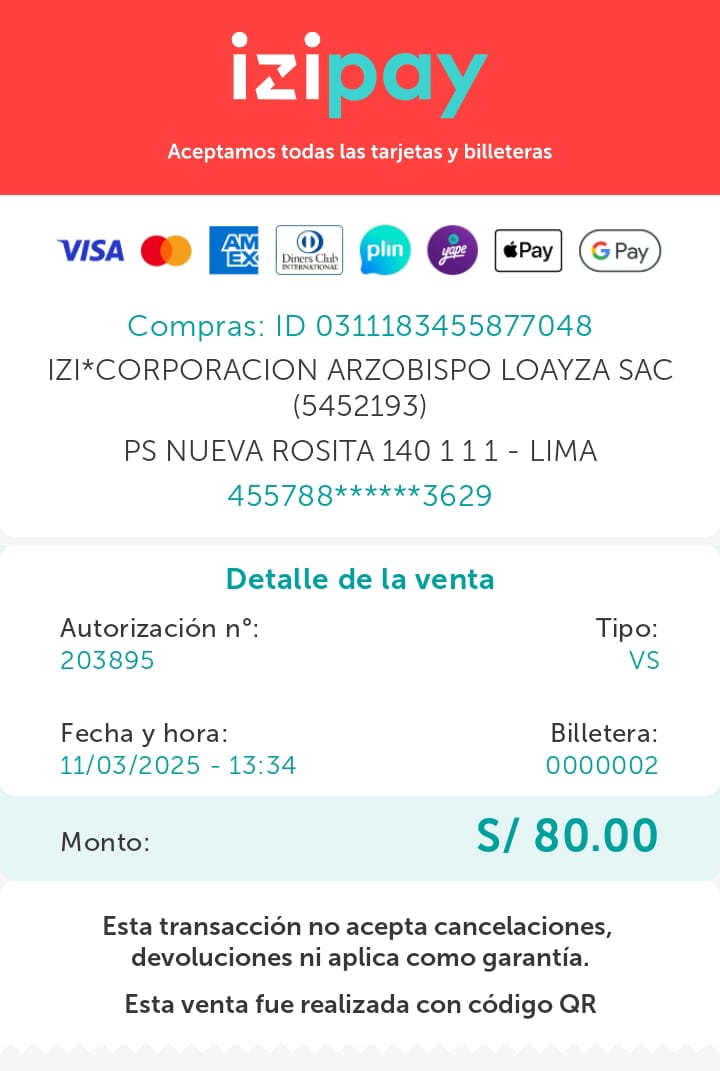 izipay
Aceptamos todas las tarjetas y billeteras
VISA AM EX Diners Club INTERNATIONAL plin yape Pay G Pay
Compras: ID 0311183455877048
IZI*CORPORACION ARZOBISPO LOAYZA SAC
(5452193)
PS NUEVA ROSITA 140 1 1 1 - LIMA
455788******3629
Detalle de la venta
Autorización n°: Tipo:
203895 VS
Fecha y hora: Billetera:
11/03/2025 - 13:34 0000002
Monto: S/ 80.00
Esta transacción no acepta cancelaciones,
devoluciones ni aplica como garantía.
Esta venta fue realizada con código QR